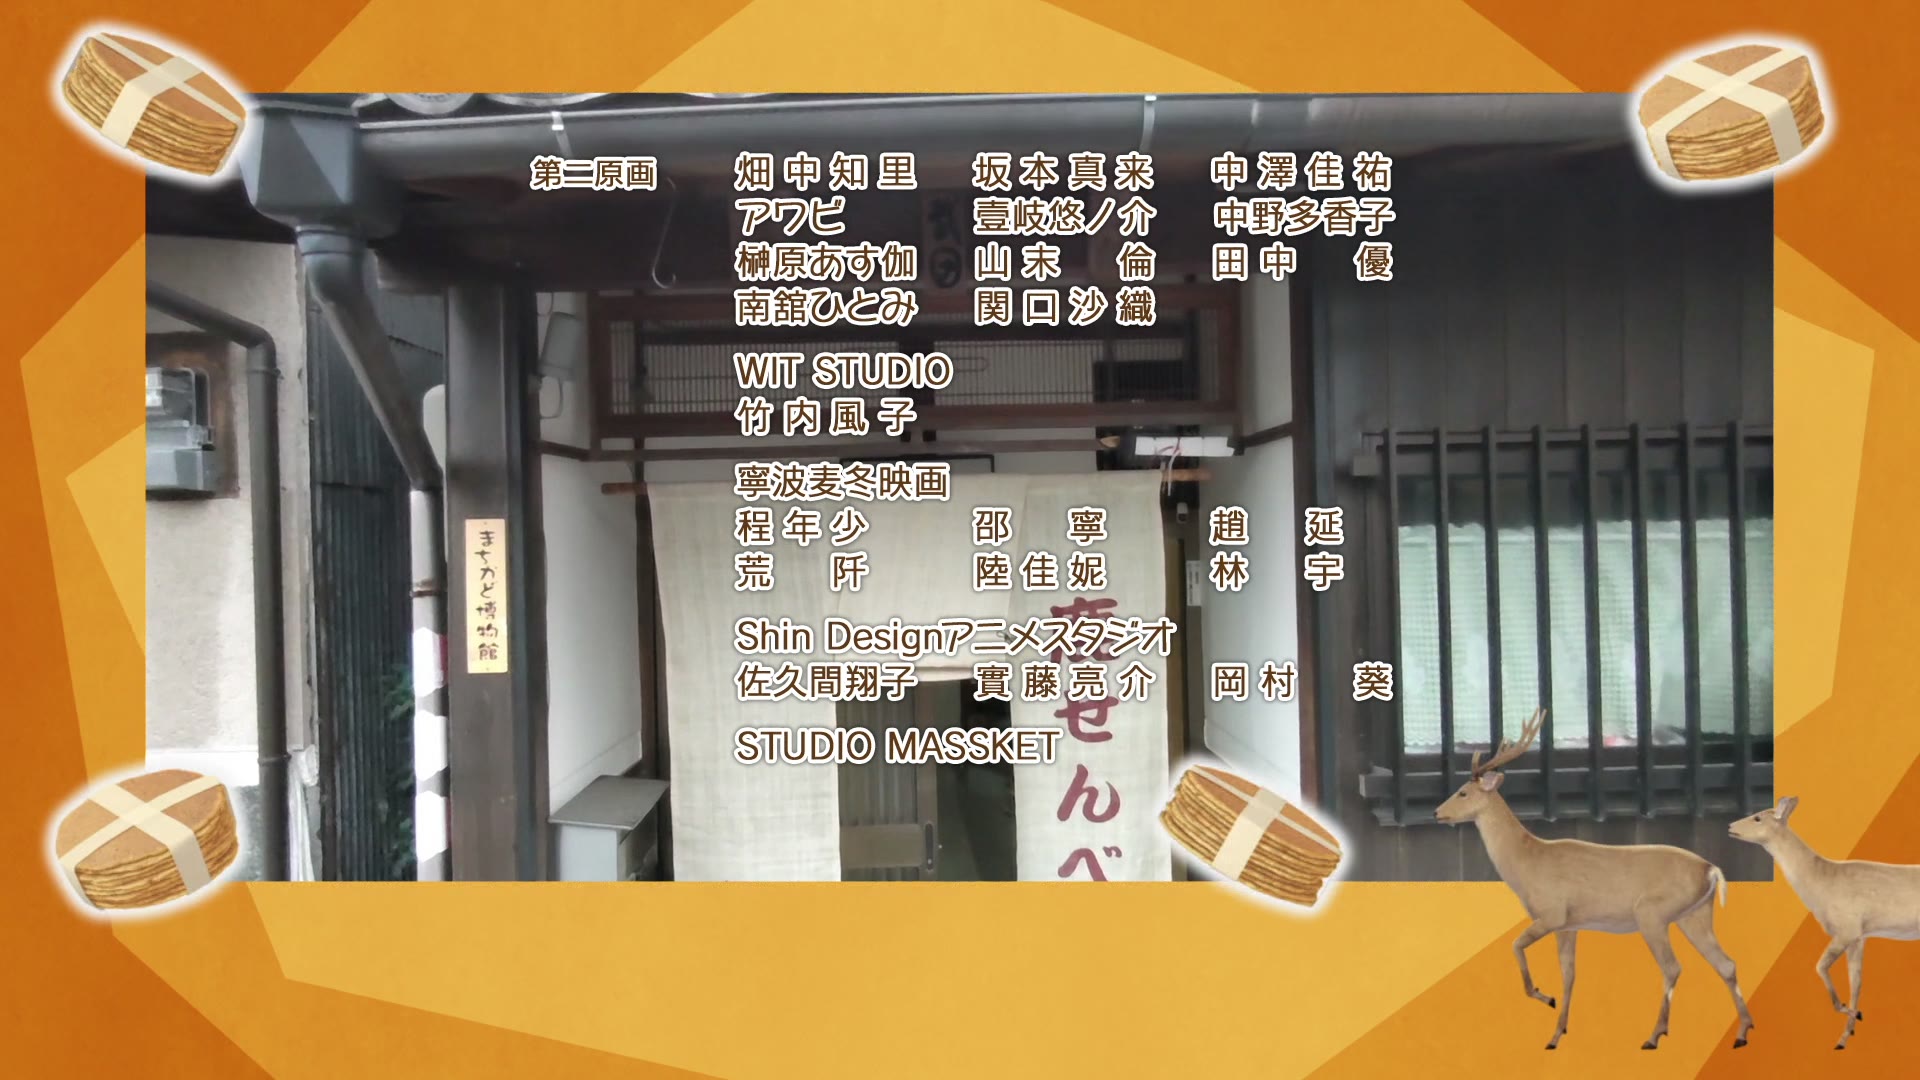 第二原画 畑中知里 坂本真来 中澤佳祐
アワビ 壹岐悠ノ介 中野多香子
榊原あす伽 山末 倫 田中 優
南舘ひとみ 関口沙織
WIT STUDIO
竹内風子
寧波麦冬映画
程年少 邵 寧 趙 延
荒 阡 陸佳妮 林 宇
Shin Designアニメスタジオ
佐久間翔子 實藤亮介 岡村 葵
STUDIO MASSKET
まちかど博物館
鹿せんべ